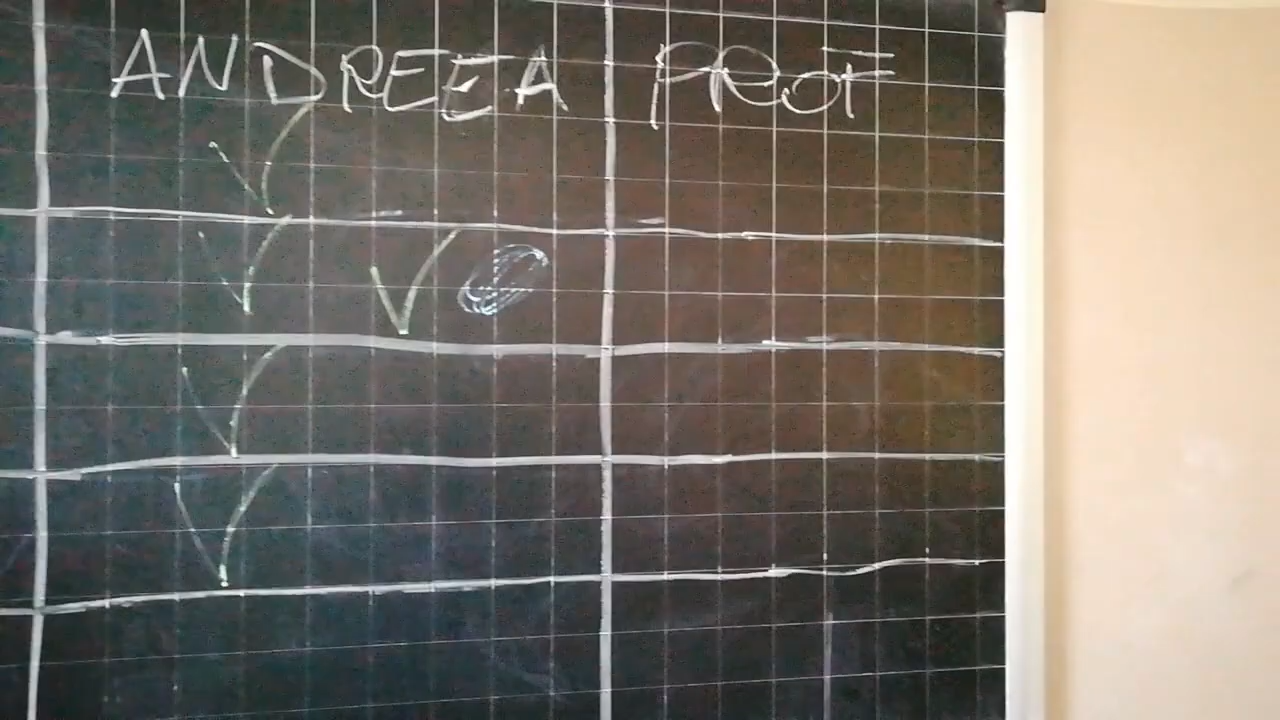 ANDREEA PROF
✓
✓ ✓
✓
✓